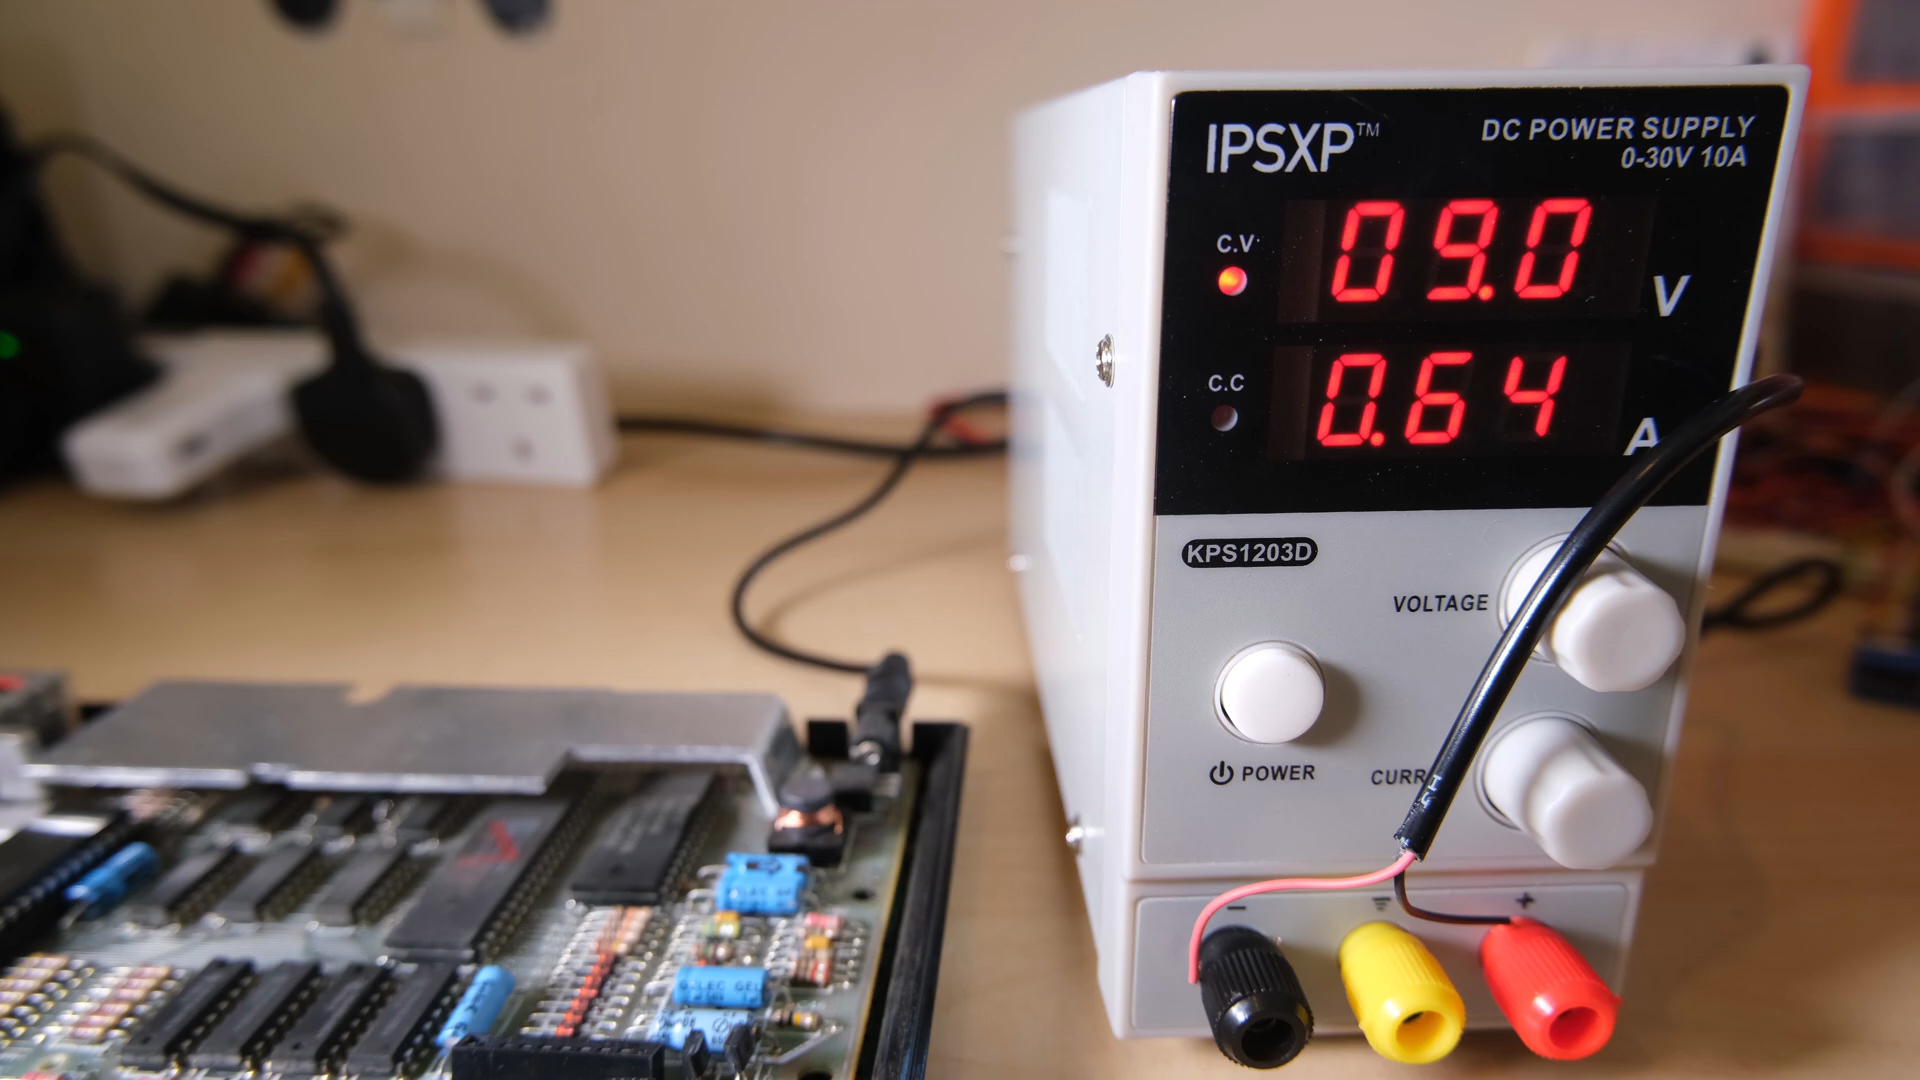 IPSXP™
DC POWER SUPPLY
0-30V 10A
C.V
09.0
V
C.C
0.64
A
KPS1203D
VOLTAGE
POWER
CURR
- +